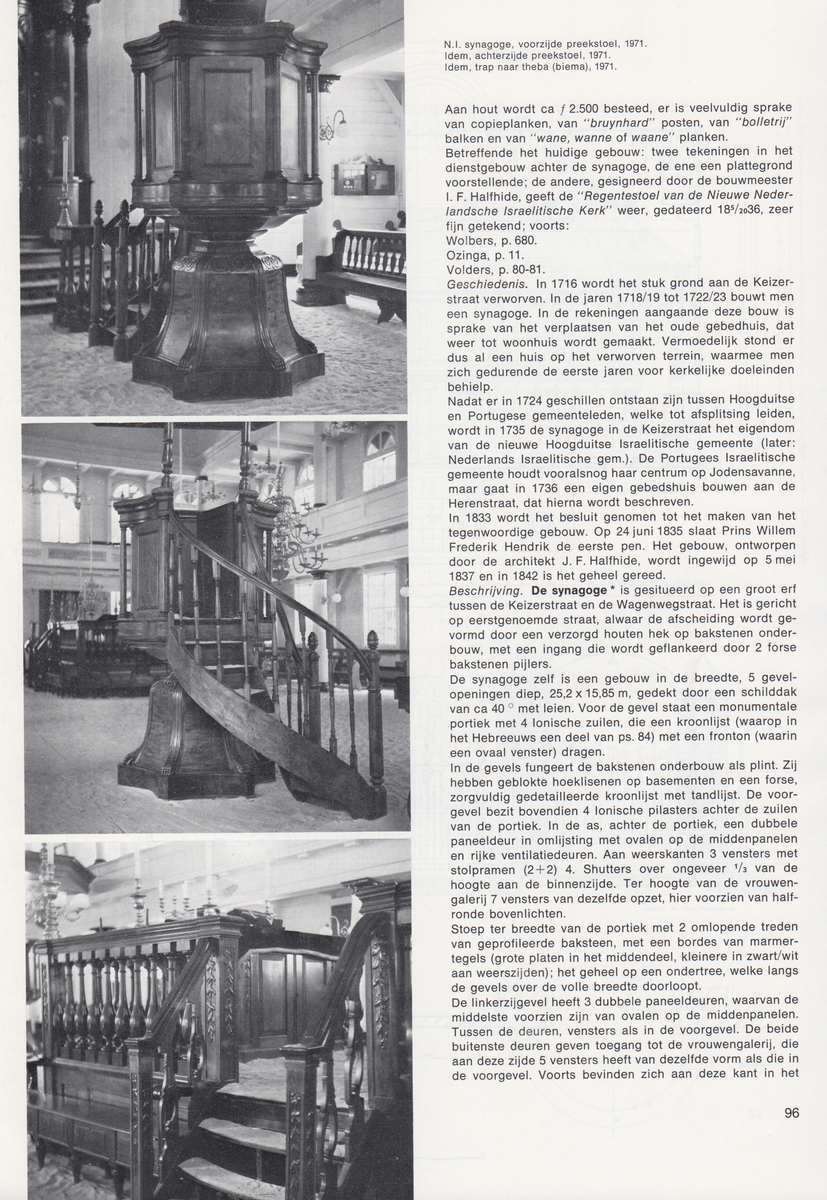 N.I. synagoge, voorzijde preekstoel, 1971.
Idem, achterzijde preekstoel, 1971.
Idem, trap naar theba (biema), 1971.
Aan hout wordt ca ƒ 2.500 besteed, er is veelvuldig sprake
van copieplanken, van “bruynhard” posten, van “bolletrij”
balken en van “wane, wanne of waane” planken.
Betreffende het huidige gebouw: twee tekeningen in het
dienstgebouw achter de synagoge, de ene een plattegrond
voorstellende; de andere, gesigneerd door de bouwmeester
I. F. Halfhide, geeft de “Regentestoel van de Nieuwe Neder-
landsche Israelitische Kerk” weer, gedateerd 18⁵/₂₀36, zeer
fijn getekend; voorts:
Wolbers, p. 680.
Ozinga, p. 11.
Volders, p. 80-81.
Geschiedenis. In 1716 wordt het stuk grond aan de Keizer-
straat verworven. In de jaren 1718/19 tot 1722/23 bouwt men
een synagoge. In de rekeningen aangaande deze bouw is
sprake van het verplaatsen van het oude gebedhuis, dat
weer tot woonhuis wordt gemaakt. Vermoedelijk stond er
dus al een huis op het verworven terrein, waarmee men
zich gedurende de eerste jaren voor kerkelijke doeleinden
behielp.
Nadat er in 1724 geschillen ontstaan zijn tussen Hoogduitse
en Portugese gemeenteleden, welke tot afsplitsing leiden,
wordt in 1735 de synagoge in de Keizerstraat het eigendom
van de nieuwe Hoogduitse Israelitische gemeente (later:
Nederlands Israelitische gem.). De Portugees Israelitische
gemeente houdt vooralsnog haar centrum op Jodensavanne,
maar gaat in 1736 een eigen gebedshuis bouwen aan de
Herenstraat, dat hierna wordt beschreven.
In 1833 wordt het besluit genomen tot het maken van het
tegenwoordige gebouw. Op 24 juni 1835 slaat Prins Willem
Frederik Hendrik de eerste pen. Het gebouw, ontworpen
door de architekt J. F. Halfhide, wordt ingewijd op 5 mei
1837 en in 1842 is het geheel gereed.
Beschrijving. De synagoge * is gesitueerd op een groot erf
tussen de Keizerstraat en de Wagenwegstraat. Het is gericht
op eerstgenoemde straat, alwaar de afscheiding wordt ge-
vormd door een verzorgd houten hek op bakstenen onder-
bouw, met een ingang die wordt geflankeerd door 2 forse
bakstenen pijlers.
De synagoge zelf is een gebouw in de breedte, 5 gevel-
openingen diep, 25,2 x 15,85 m, gedekt door een schilddak
van ca 40 ° met leien. Voor de gevel staat een monumentale
portiek met 4 Ionische zuilen, die een kroonlijst (waarop in
het Hebreeuws een deel van ps. 84) met een fronton (waarin
een ovaal venster) dragen.
In de gevels fungeert de bakstenen onderbouw als plint. Zij
hebben geblokte hoeklisenen op basementen en een forse,
zorgvuldig gedetailleerde kroonlijst met tandlijst. De voor-
gevel bezit bovendien 4 Ionische pilasters achter de zuilen
van de portiek. In de as, achter de portiek, een dubbele
paneeldeur in omlijsting met ovalen op de middenpanelen
en rijke ventilatiedeuren. Aan weerskanten 3 vensters met
stolpramen (2+2) 4. Shutters over ongeveer ¹/₃ van de
hoogte aan de binnenzijde. Ter hoogte van de vrouwen-
galerij 7 vensters van dezelfde opzet, hier voorzien van half-
ronde bovenlichten.
Stoep ter breedte van de portiek met 2 omlopende treden
van geprofileerde baksteen, met een bordes van marmer-
tegels (grote platen in het middendeel, kleinere in zwart/wit
aan weerszijden); het geheel op een ondertree, welke langs
de gevels over de volle breedte doorloopt.
De linkerzijgevel heeft 3 dubbele paneeldeuren, waarvan de
middelste voorzien zijn van ovalen op de middenpanelen.
Tussen de deuren, vensters als in de voorgevel. De beide
buitenste deuren geven toegang tot de vrouwengalerij, die
aan deze zijde 5 vensters heeft van dezelfde vorm als die in
de voorgevel. Voorts bevinden zich aan deze kant in het
96